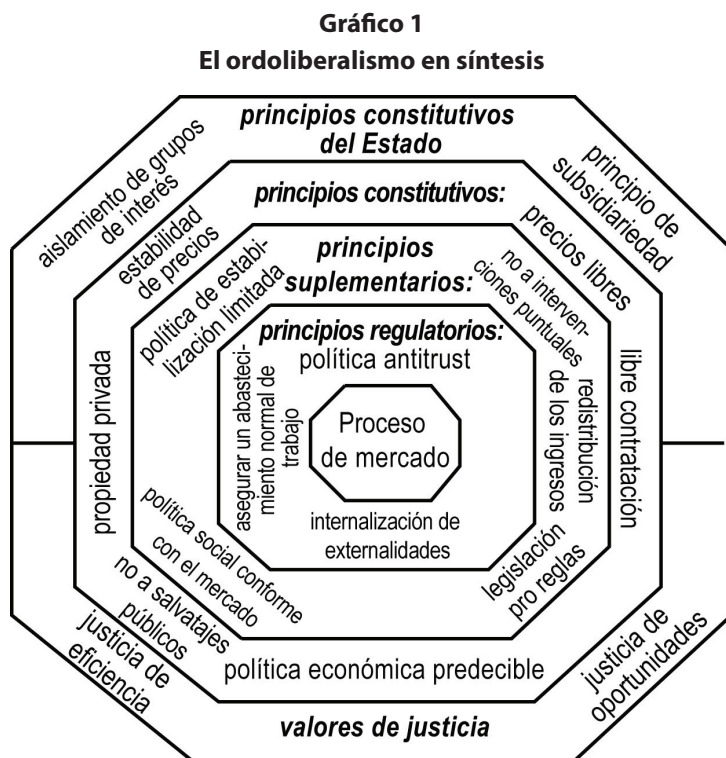 Gráfico 1
El ordoliberalismo en síntesis
principios constitutivos
del Estado
aislamiento de grupos
de interés
principio de
subsidiariedad
principios constitutivos:
estabilidad
de precios
precios libres
propiedad privada
libre contratación
no a salvatajes
públicos
política económica predecible
principios
suplementarios:
política de estabi-
lización limitada
no a interven-
ciones puntuales
política social conforme
con el mercado
legislación
pro reglas
principios regulatorios:
política antitrust
asegurar un abasteci-
miento normal de
trabajo
redistribución
de los ingresos
internalización de
externalidades
Proceso
de mercado
justicia de
eficiencia
justicia de
oportunidades
valores de justicia